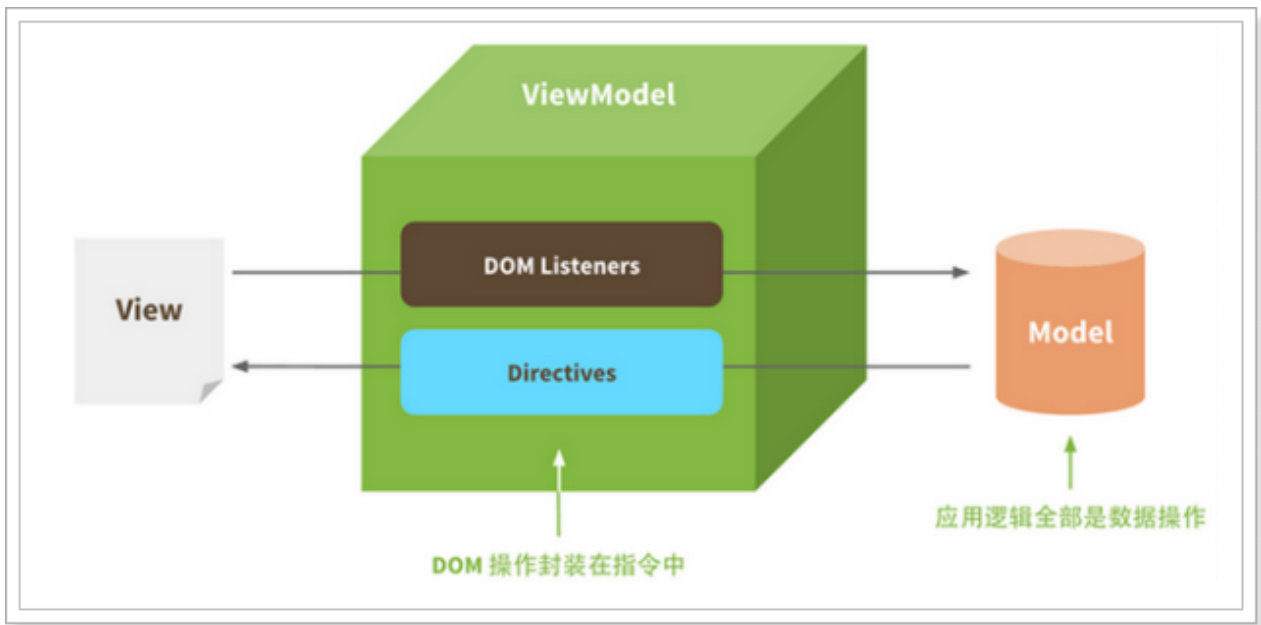 ViewModel
DOM Listeners
View
Model
Directives
应用逻辑全部是数据操作
DOM 操作封装在指令中